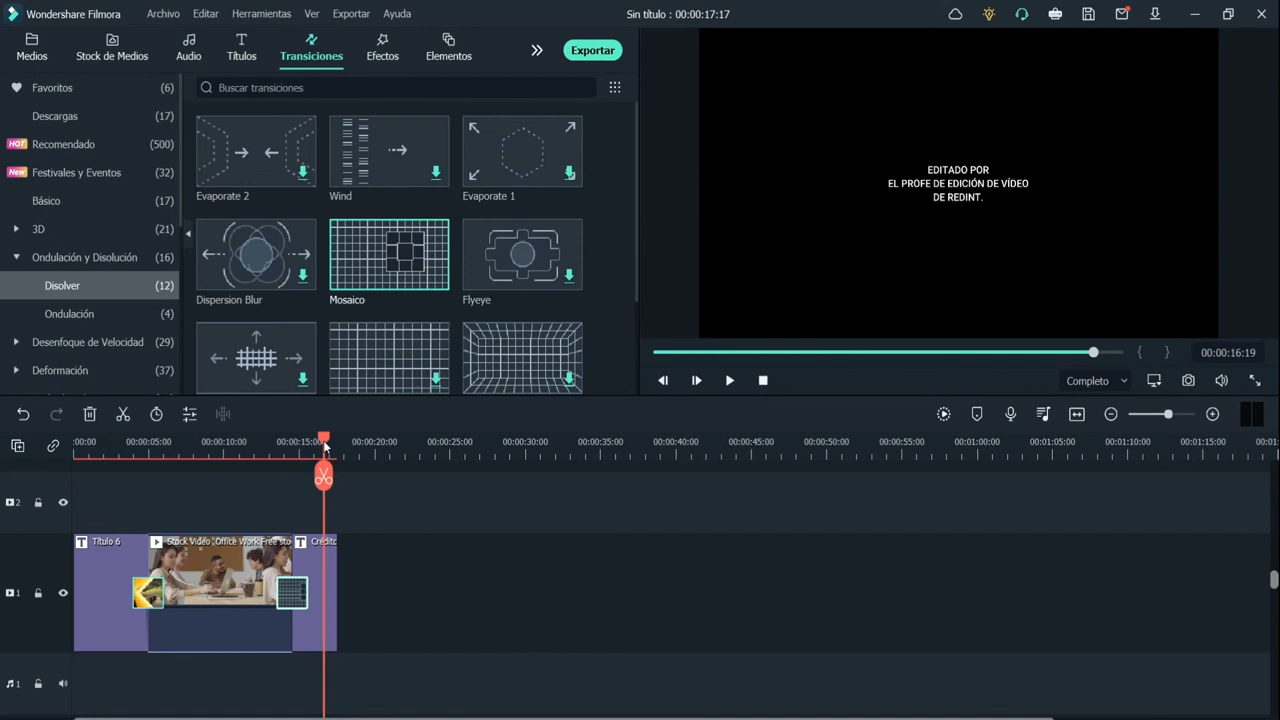 Wondershare Filmora
Archivo
Editar
Herramientas
Ver
Exportar
Ayuda
Sin título : 00:00:17:17
Medios
Stock de Medios
Audio
Títulos
Transiciones
Efectos
Elementos
Exportar
Favoritos (6)
Descargas (17)
HOT Recomendado (500)
New Festivales y Eventos (32)
Básico (17)
3D (21)
Ondulación y Disolución (16)
Disolver (12)
Ondulación (4)
Desenfoque de Velocidad (29)
Deformación (37)
Buscar transiciones
Evaporate 2
Wind
Evaporate 1
Dispersion Blur
Mosaico
Flyeye
EDITADO POR
EL PROFE DE EDICIÓN DE VÍDEO
DE REDINT.
00:00:16:19
Completo
:00:00 00:00:05:00 00:00:10:00 00:00:15:00 00:00:20:00 00:00:25:00 00:00:30:00 00:00:35:00 00:00:40:00 00:00:45:00 00:00:50:00 00:00:55:00 00:01:00:00 00:01:05:00 00:01:10:00 00:01:15:00 00:01:
2
Título 6
Stock Video _Office Work Free sto
Crédito
1
1